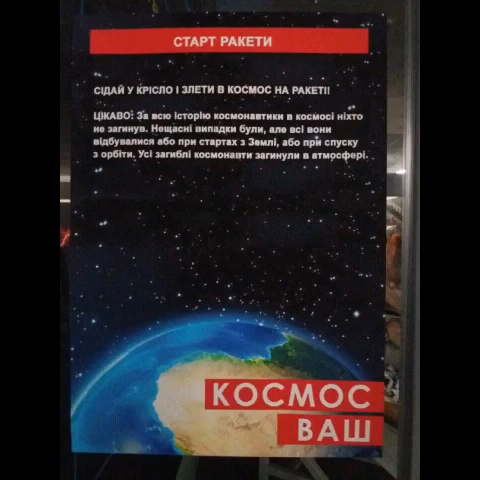 СТАРТ РАКЕТИ
СІДАЙ У КРІСЛО І ЗЛЕТИ В КОСМОС НА РАКЕТІ!
ЦІКАВО: За всю історію космонавтики в космосі ніхто
не загинув. Нещасні випадки були, але всі вони
відбувалися або при стартах з Землі, або при спуску
з орбіти. Усі загиблі космонавти загинули в атмосфері.
КОСМОС
ВАШ